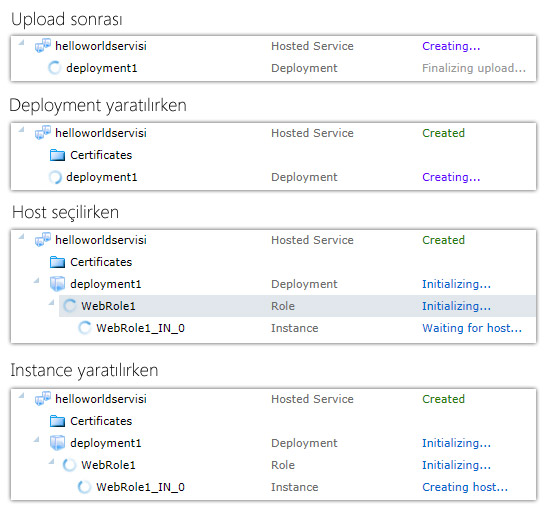 Upload sonrası
helloworldservisi Hosted Service Creating...
deployment1 Deployment Finalizing upload...
Deployment yaratılırken
helloworldservisi Hosted Service Created
Certificates
deployment1 Deployment Creating...
Host seçilirken
helloworldservisi Hosted Service Created
Certificates
deployment1 Deployment Initializing...
WebRole1 Role Initializing...
WebRole1_IN_0 Instance Waiting for host...
Instance yaratılırken
helloworldservisi Hosted Service Created
Certificates
deployment1 Deployment Initializing...
WebRole1 Role Initializing...
WebRole1_IN_0 Instance Creating host...